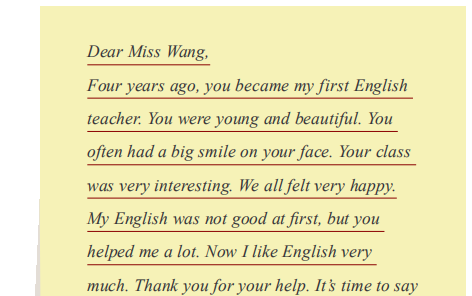 Dear Miss Wang,
Four years ago, you became my first English
teacher. You were young and beautiful. You
often had a big smile on your face. Your class
was very interesting. We all felt very happy.
My English was not good at first, but you
helped me a lot. Now I like English very
much. Thank you for your help. It's time to say